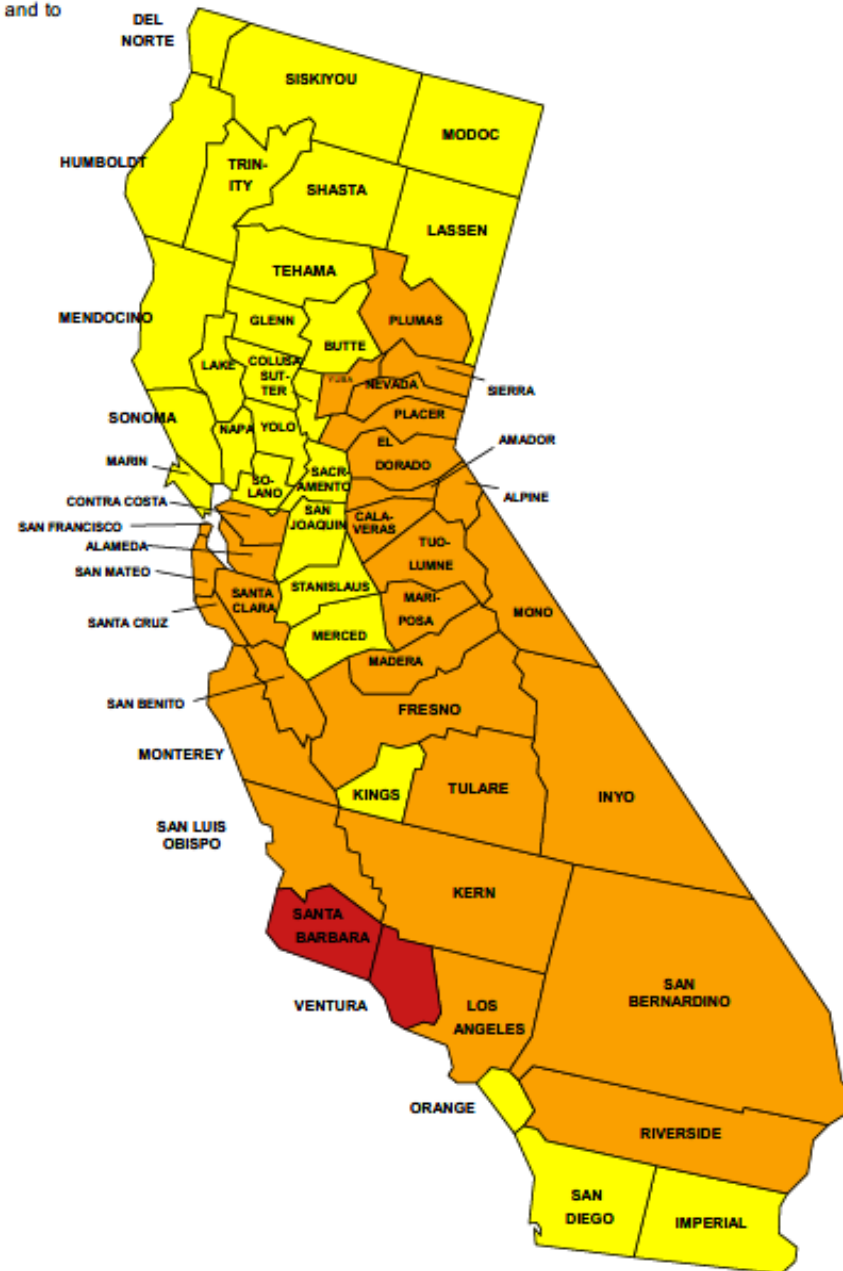 and to
DEL
NORTE
SISKIYOU
MODOC
HUMBOLDT
TRIN-
ITY
SHASTA
LASSEN
TEHAMA
MENDOCINO
GLENN
PLUMAS
BUTTE
LAKE
COLUSA
SUT-
TER
YUBA
NEVADA
SIERRA
SONOMA
NAPA
YOLO
PLACER
EL
DORADO
AMADOR
MARIN
SO-
LANO
SACR-
AMENTO
ALPINE
CONTRA COSTA
SAN
JOAQUIN
CALA-
VERAS
SAN FRANCISCO
ALAMEDA
TUO-
LUMNE
SAN MATEO
SANTA
CLARA
STANISLAUS
MARI-
POSA
MONO
SANTA CRUZ
MERCED
MADERA
SAN BENITO
FRESNO
MONTEREY
KINGS
TULARE
INYO
SAN LUIS
OBISPO
KERN
SANTA
BARBARA
SAN
BERNARDINO
VENTURA
LOS
ANGELES
ORANGE
RIVERSIDE
SAN
DIEGO
IMPERIAL